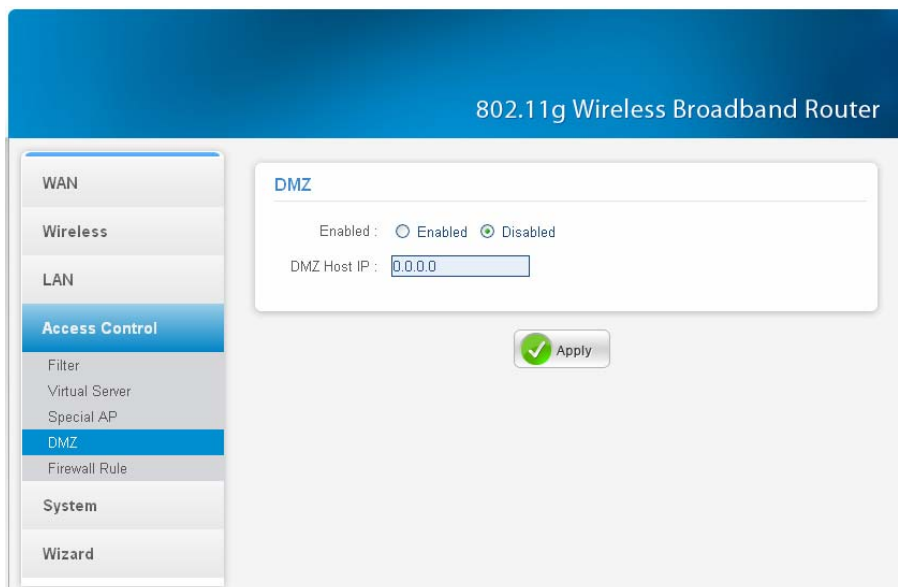 802.11g Wireless Broadband Router
WAN
Wireless
LAN
Access Control
Filter
Virtual Server
Special AP
DMZ
Firewall Rule
System
Wizard
DMZ
Enabled : Enabled Disabled
DMZ Host IP : 0.0.0.0
Apply